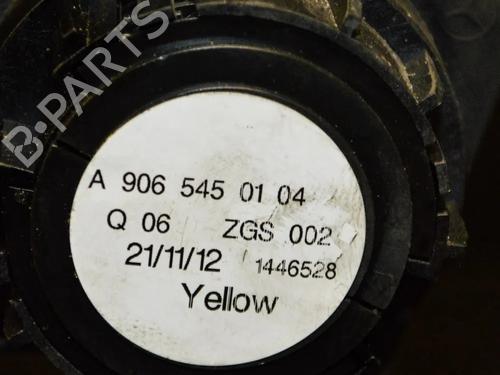 B-PARTS
A 906 545 01 04
Q 06 ZGS 002
21/11/12 1446528
Yellow